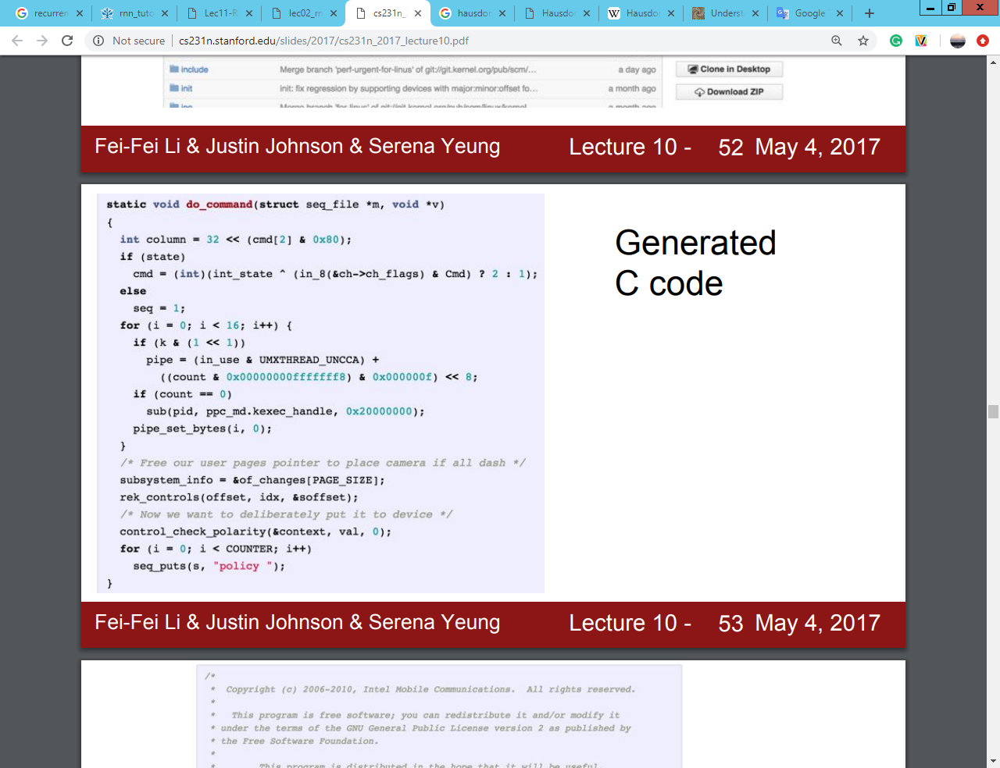 recurren
rnn_tuto
Lec11-R
lec02_rn
cs231n_
hausdor
Hausdor
Hausdor
Underst
Google
Not secure
cs231n.stanford.edu/slides/2017/cs231n_2017_lecture10.pdf
include Merge branch 'perf-urgent-for-linus' of git://git.kernel.org/pub/scm/... a day ago
Clone in Desktop
init init: fix regression by supporting devices with major:minor:offset fo... a month ago
Download ZIP
Fei-Fei Li & Justin Johnson & Serena Yeung Lecture 10 - 52 May 4, 2017
static void do_command(struct seq_file *m, void *v)
{
int column = 32 << (cmd[2] & 0x80);
if (state)
cmd = (int)(int_state ^ (in_8(&ch->ch_flags) & Cmd) ? 2 : 1);
else
seq = 1;
for (i = 0; i < 16; i++) {
if (k & (1 << 1))
pipe = (in_use & UMXTHREAD_UNCCA) +
((count & 0x00000000fffffff8) & 0x000000f) << 8;
if (count == 0)
sub(pid, ppc_md.kexec_handle, 0x20000000);
pipe_set_bytes(i, 0);
}
/* Free our user pages pointer to place camera if all dash */
subsystem_info = &of_changes[PAGE_SIZE];
rek_controls(offset, idx, &soffset);
/* Now we want to deliberately put it to device */
control_check_polarity(&context, val, 0);
for (i = 0; i < COUNTER; i++)
seq_puts(s, "policy ");
}
Generated
C code
Fei-Fei Li & Justin Johnson & Serena Yeung Lecture 10 - 53 May 4, 2017
/*
* Copyright (c) 2006-2010, Intel Mobile Communications. All rights reserved.
*
* This program is free software; you can redistribute it and/or modify it
* under the terms of the GNU General Public License version 2 as published by
* the Free Software Foundation.
*
* This program is distributed in the hope that it will be useful,